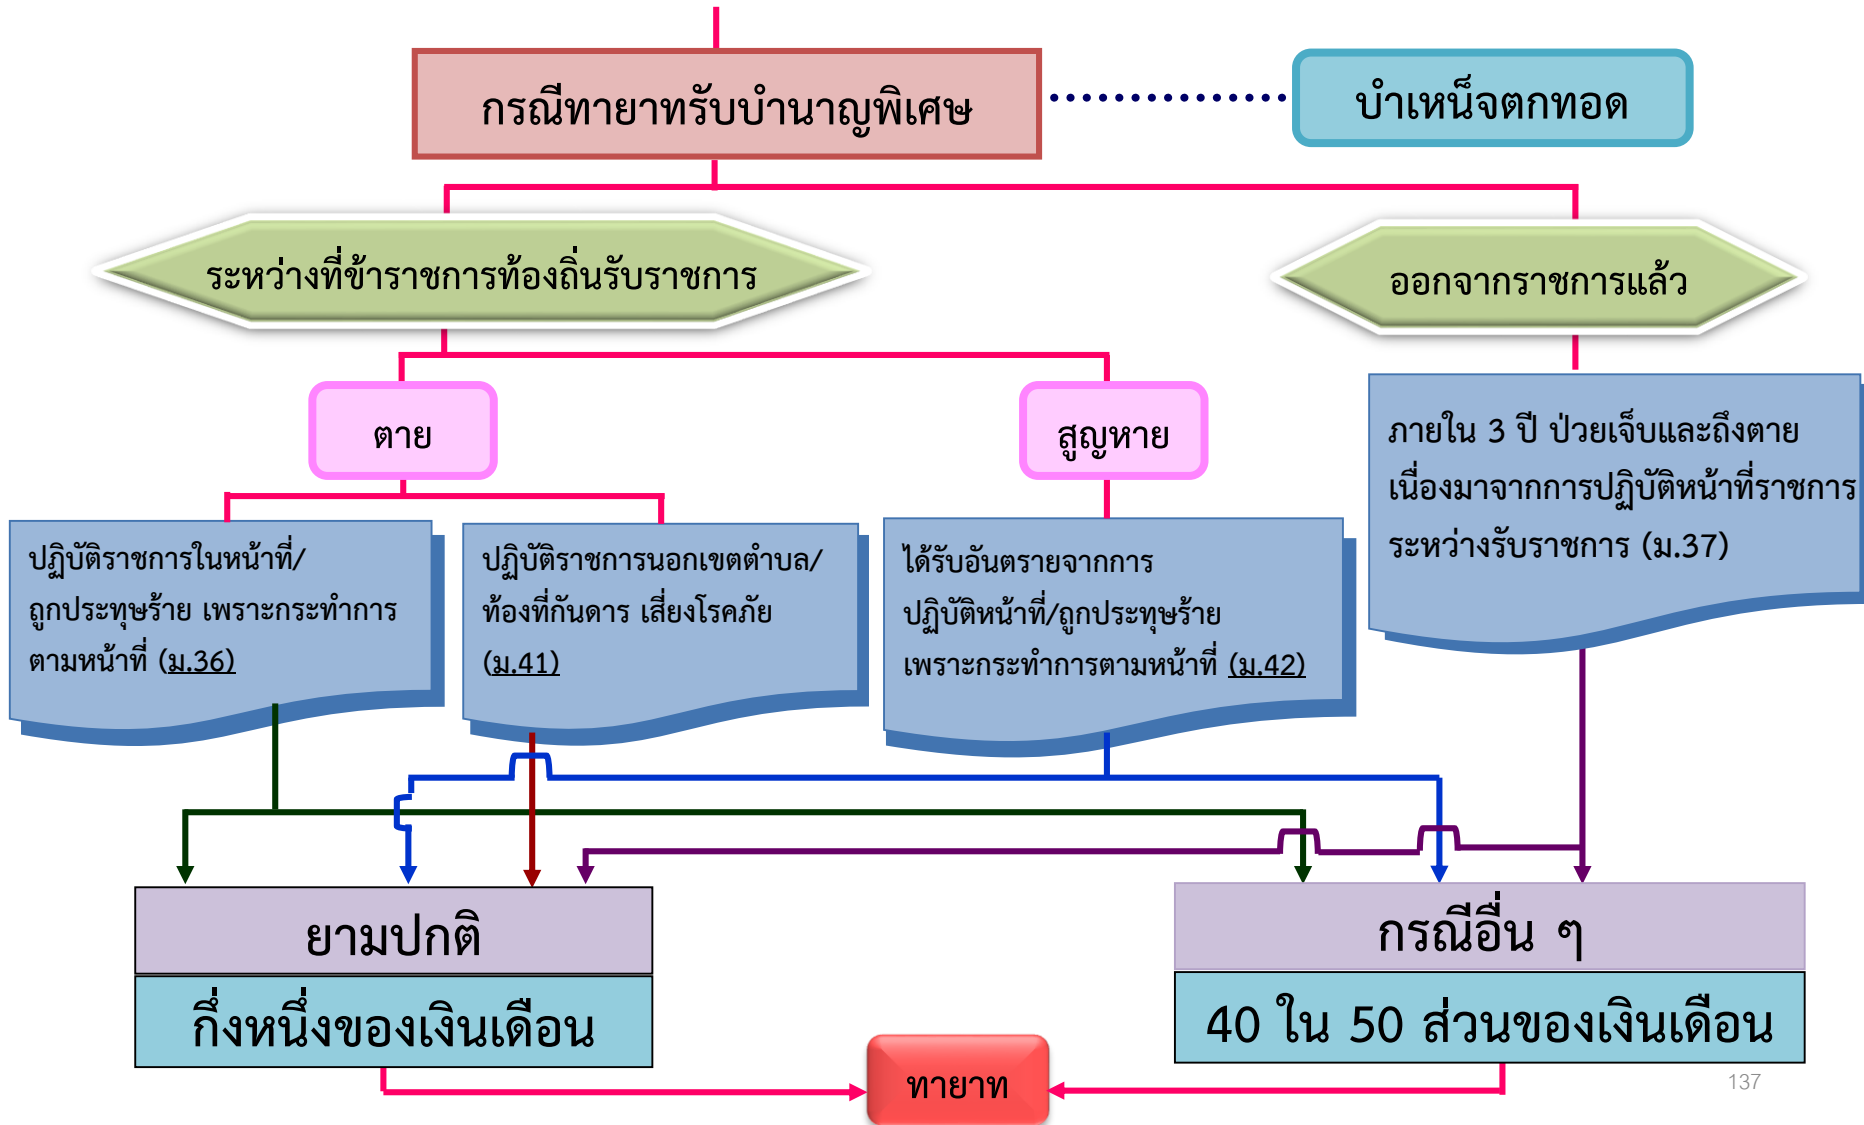 กรณีทายาทรับบำนาญพิเศษ
บำเหน็จตกทอด
ระหว่างที่ข้าราชการท้องถิ่นรับราชการ
ออกจากราชการแล้ว
ตาย
สูญหาย
ภายใน 3 ปี ป่วยเจ็บและถึงตาย
เนื่องมาจากการปฏิบัติหน้าที่ราชการ
ระหว่างรับราชการ (ม.37)
ปฏิบัติราชการในหน้าที่/
ถูกประทุษร้าย เพราะกระทำการ
ตามหน้าที่ (ม.36)
ปฏิบัติราชการนอกเขตตำบล/
ท้องที่กันดาร เสี่ยงโรคภัย
(ม.41)
ได้รับอันตรายจากการ
ปฏิบัติหน้าที่/ถูกประทุษร้าย
เพราะกระทำการตามหน้าที่ (ม.42)
ยามปกติ
กึ่งหนึ่งของเงินเดือน
กรณีอื่น ๆ
40 ใน 50 ส่วนของเงินเดือน
ทายาท
137